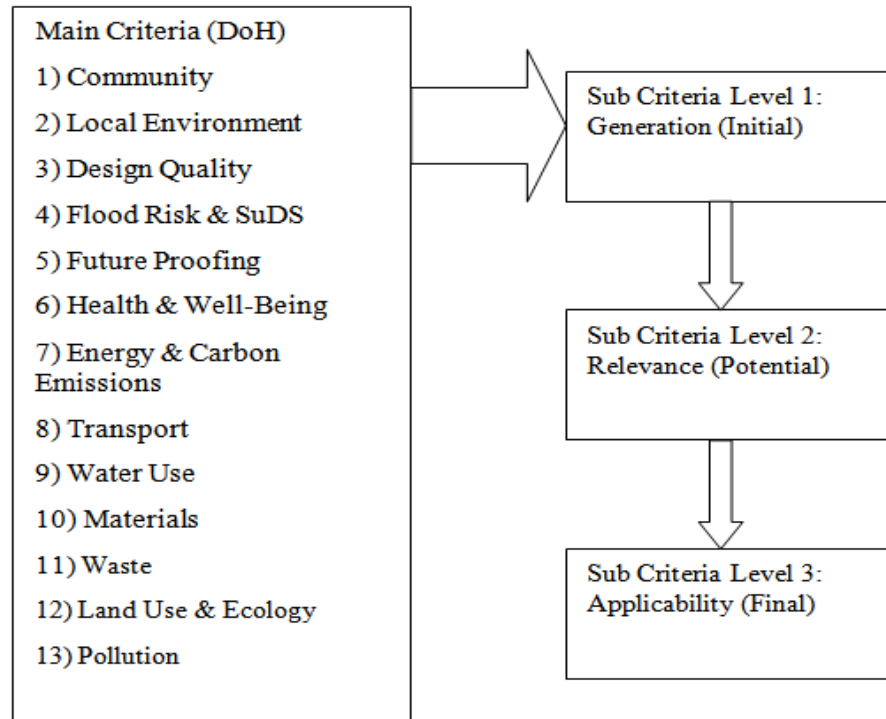 Main Criteria (DoH)
1) Community
2) Local Environment
3) Design Quality
4) Flood Risk & SuDS
5) Future Proofing
6) Health & Well-Being
7) Energy & Carbon
Emissions
8) Transport
9) Water Use
10) Materials
11) Waste
12) Land Use & Ecology
13) Pollution
Sub Criteria Level 1:
Generation (Initial)
Sub Criteria Level 2:
Relevance (Potential)
Sub Criteria Level 3:
Applicability (Final)